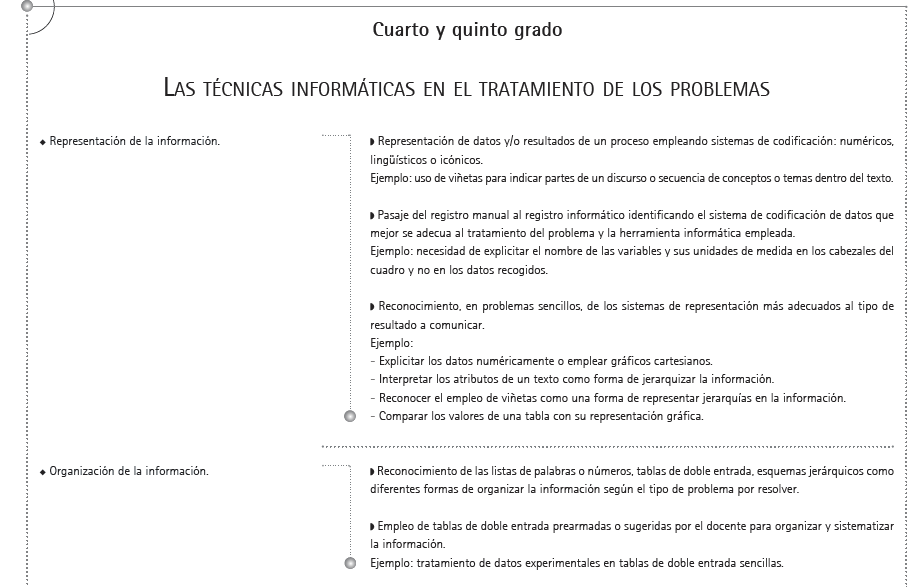 Cuarto y quinto grado
LAS TÉCNICAS INFORMÁTICAS EN EL TRATAMIENTO DE LOS PROBLEMAS
◆ Representación de la información.
◗ Representación de datos y/o resultados de un proceso empleando sistemas de codificación: numéricos,
lingüísticos o icónicos.
Ejemplo: uso de viñetas para indicar partes de un discurso o secuencia de conceptos o temas dentro del texto.
◗ Pasaje del registro manual al registro informático identificando el sistema de codificación de datos que
mejor se adecua al tratamiento del problema y la herramienta informática empleada.
Ejemplo: necesidad de explicitar el nombre de las variables y sus unidades de medida en los cabezales del
cuadro y no en los datos recogidos.
◗ Reconocimiento, en problemas sencillos, de los sistemas de representación más adecuados al tipo de
resultado a comunicar.
Ejemplo:
- Explicitar los datos numéricamente o emplear gráficos cartesianos.
- Interpretar los atributos de un texto como forma de jerarquizar la información.
- Reconocer el empleo de viñetas como una forma de representar jerarquías en la información.
- Comparar los valores de una tabla con su representación gráfica.
◆ Organización de la información.
◗ Reconocimiento de las listas de palabras o números, tablas de doble entrada, esquemas jerárquicos como
diferentes formas de organizar la información según el tipo de problema por resolver.
◗ Empleo de tablas de doble entrada prearmadas o sugeridas por el docente para organizar y sistematizar
la información.
Ejemplo: tratamiento de datos experimentales en tablas de doble entrada sencillas.